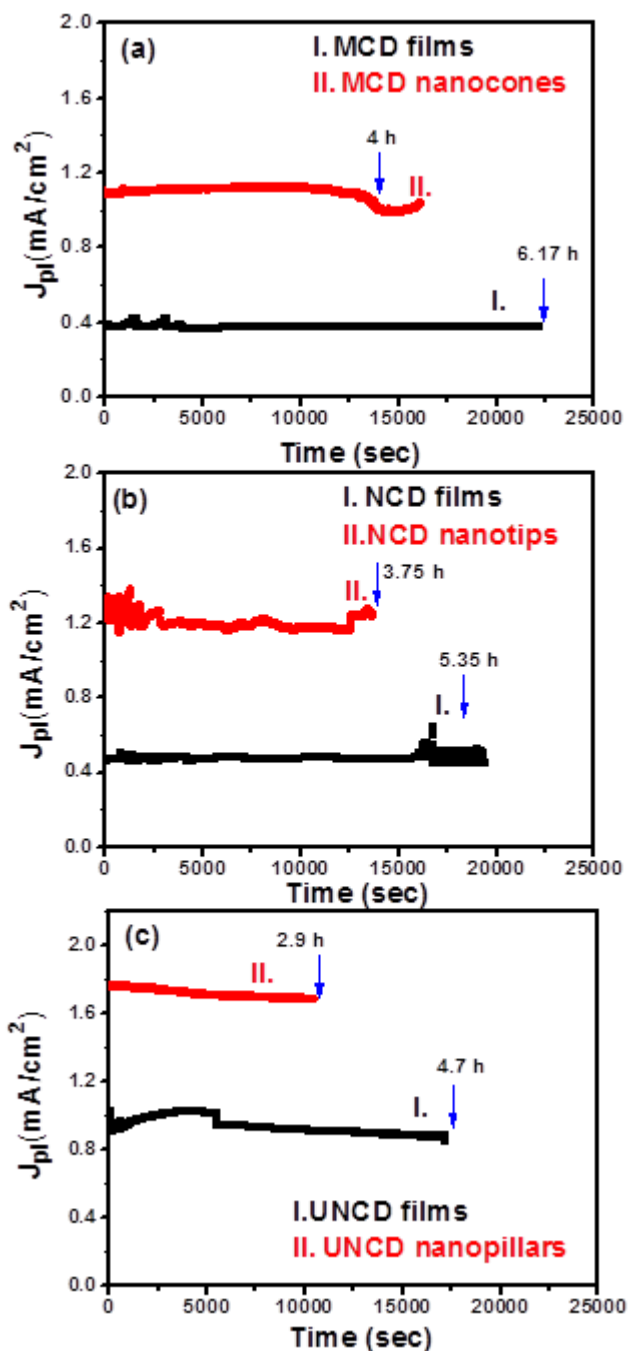 (a)
I. MCD films
II. MCD nanocones
4 h
II.
6.17 h
I.
2.0
1.6
1.2
0.8
0.4
0.0
Jpl(mA/cm2)
0 5000 10000 15000 20000 25000
Time (sec)
(b)
I. NCD films
II.NCD nanotips
3.75 h
II.
5.35 h
I.
2.0
1.6
1.2
0.8
0.4
0.0
Jpl(mA/cm2)
0 5000 10000 15000 20000 25000
Time (sec)
(c)
2.9 h
II.
4.7 h
I.
I.UNCD films
II. UNCD nanopillars
2.0
1.6
1.2
0.8
0.4
0.0
Jpl(mA/cm2)
0 5000 10000 15000 20000 25000
Time (sec)